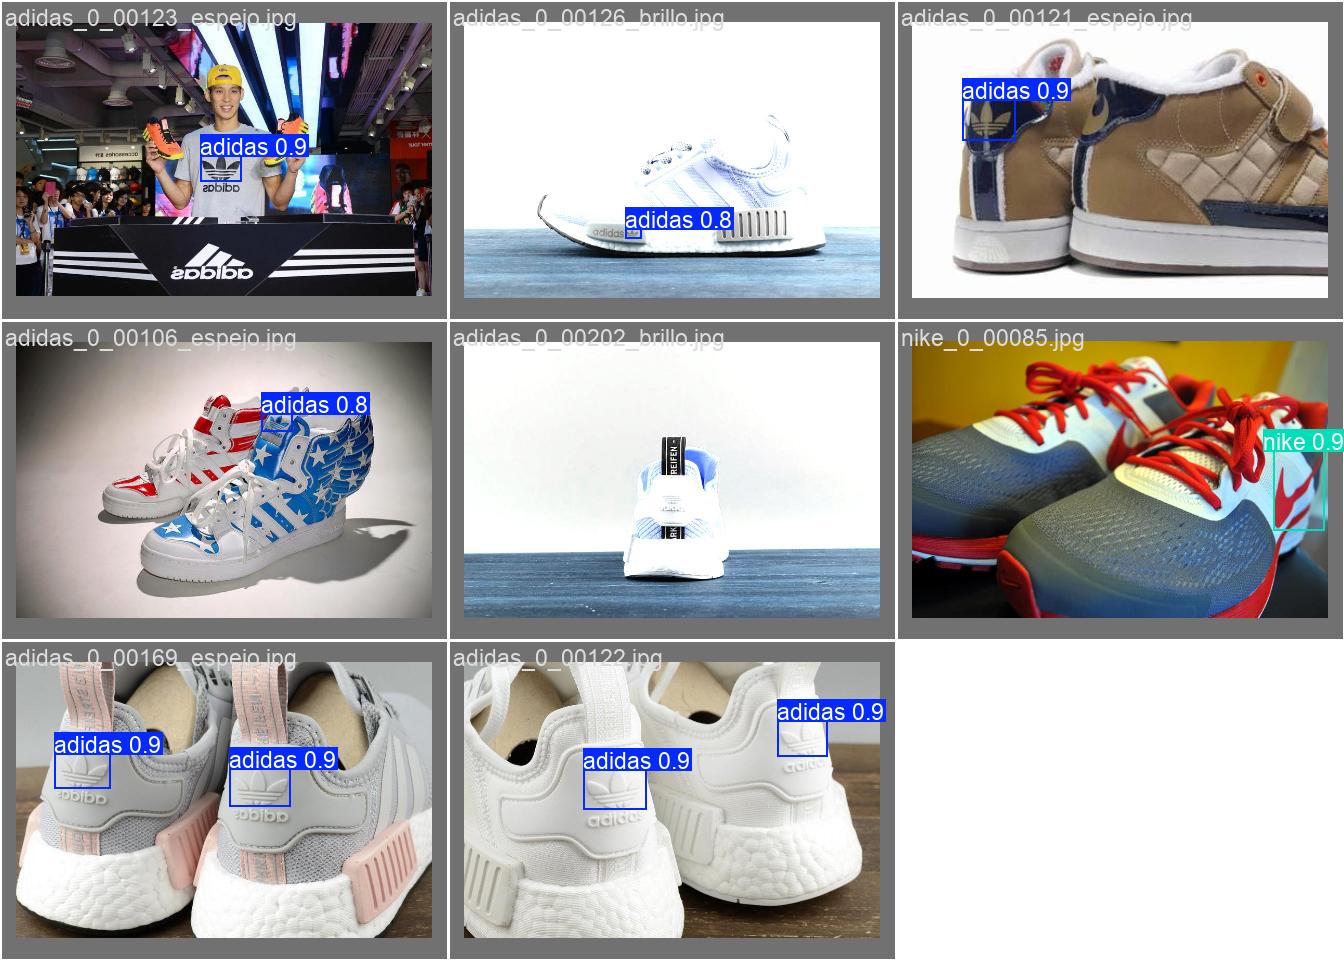 adidas_0_00123_espejo.jpg
adidas 0.9
adidas
adidas
adidas_0_00126_brillo.jpg
adidas 0.8
adidas
adidas_0_00121_espejo.jpg
adidas 0.9
adidas_0_00106_espejo.jpg
adidas 0.8
adidas_0_00202_brillo.jpg
REIFEN -
adidas
nike_0_00085.jpg
nike 0.9
adidas_0_00169_espejo.jpg
adidas 0.9
adidas 0.9
adidas
adidas
adidas_0_00122.jpg
adidas 0.9
adidas 0.9
adidas
adidas